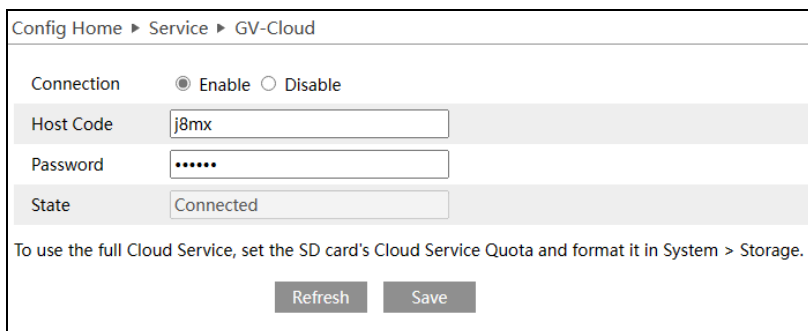 Config Home ▶ Service ▶ GV-Cloud
Connection Enable Disable
Host Code j8mx
Password ••••••
State Connected
To use the full Cloud Service, set the SD card's Cloud Service Quota and format it in System > Storage.
Refresh Save